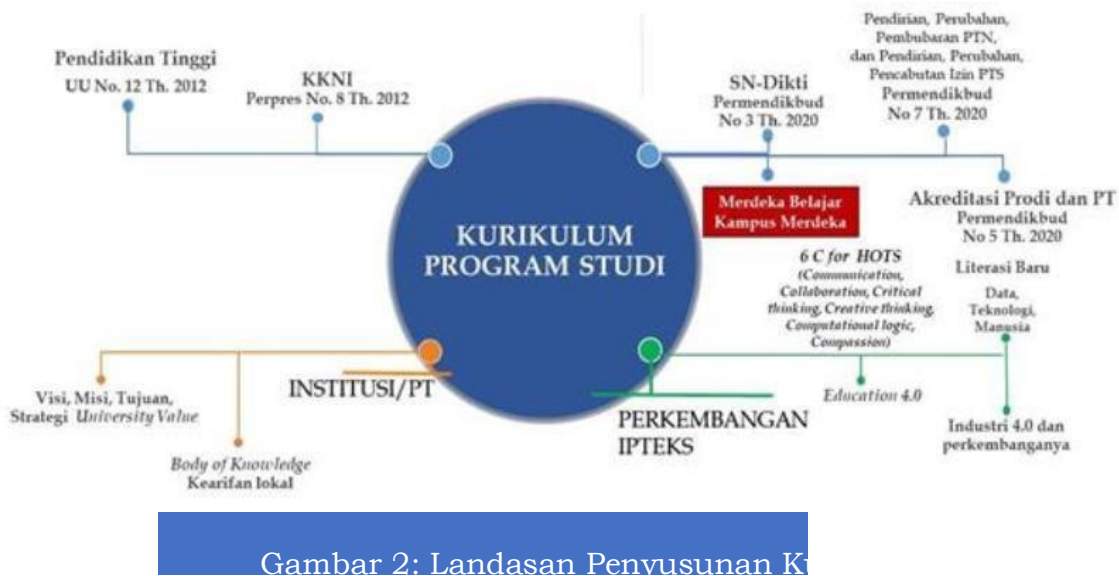 Pendidikan Tinggi
UU No. 12 Th. 2012
KKNI
Perpres No. 8 Th. 2012
SN-Dikti
Permendikbud
No 3 Th. 2020
Pendirian, Perubahan,
Pembubaran PTN,
dan Pendirian, Perubahan,
Pencabutan Izin PTS
Permendikbud
No 7 Th. 2020
Merdeka Belajar
Kampus Merdeka
Akreditasi Prodi dan PT
Permendikbud
No 5 Th. 2020
KURIKULUM
PROGRAM STUDI
6 C for HOTS
(Communication,
Collaboration, Critical
thinking, Creative thinking,
Computational logic,
Compassion)
Literasi Baru
Data,
Teknologi,
Manusia
INSTITUSI/PT
Visi, Misi, Tujuan,
Strategi University Value
Body of Knowledge
Kearifan lokal
PERKEMBANGAN
IPTEKS
Education 4.0
Industri 4.0 dan
perkembanganya
Gambar 2: Landasan Penyusunan